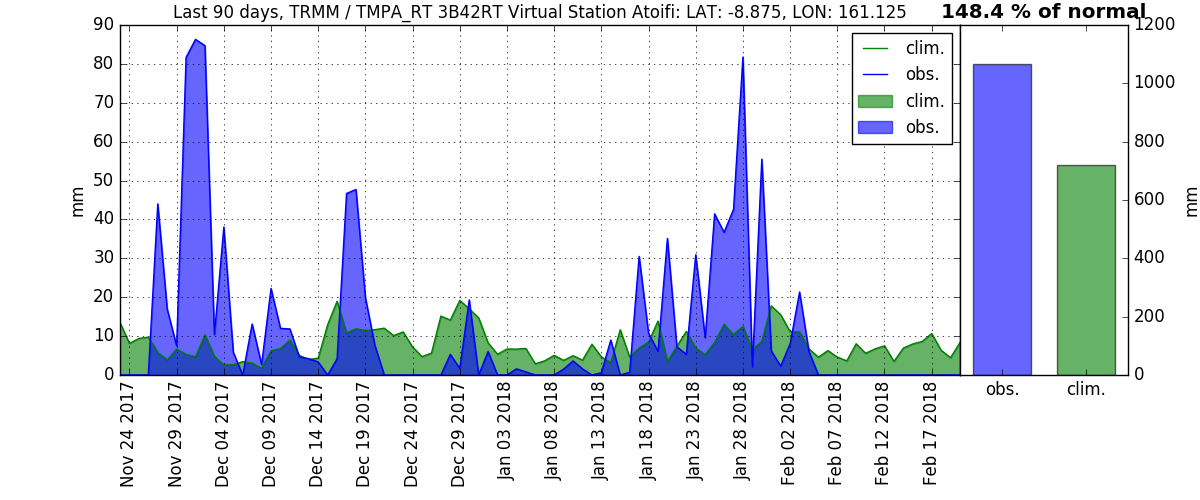 Last 90 days, TRMM / TMPA_RT 3B42RT Virtual Station Atoifi: LAT: -8.875, LON: 161.125
148.4 % of normal
mm
90
80
70
60
50
40
30
20
10
0
clim.
obs.
clim.
obs.
Nov 24 2017
Nov 29 2017
Dec 04 2017
Dec 09 2017
Dec 14 2017
Dec 19 2017
Dec 24 2017
Dec 29 2017
Jan 03 2018
Jan 08 2018
Jan 13 2018
Jan 18 2018
Jan 23 2018
Jan 28 2018
Feb 02 2018
Feb 07 2018
Feb 12 2018
Feb 17 2018
1200
1000
800
600
400
200
0
mm
obs.
clim.